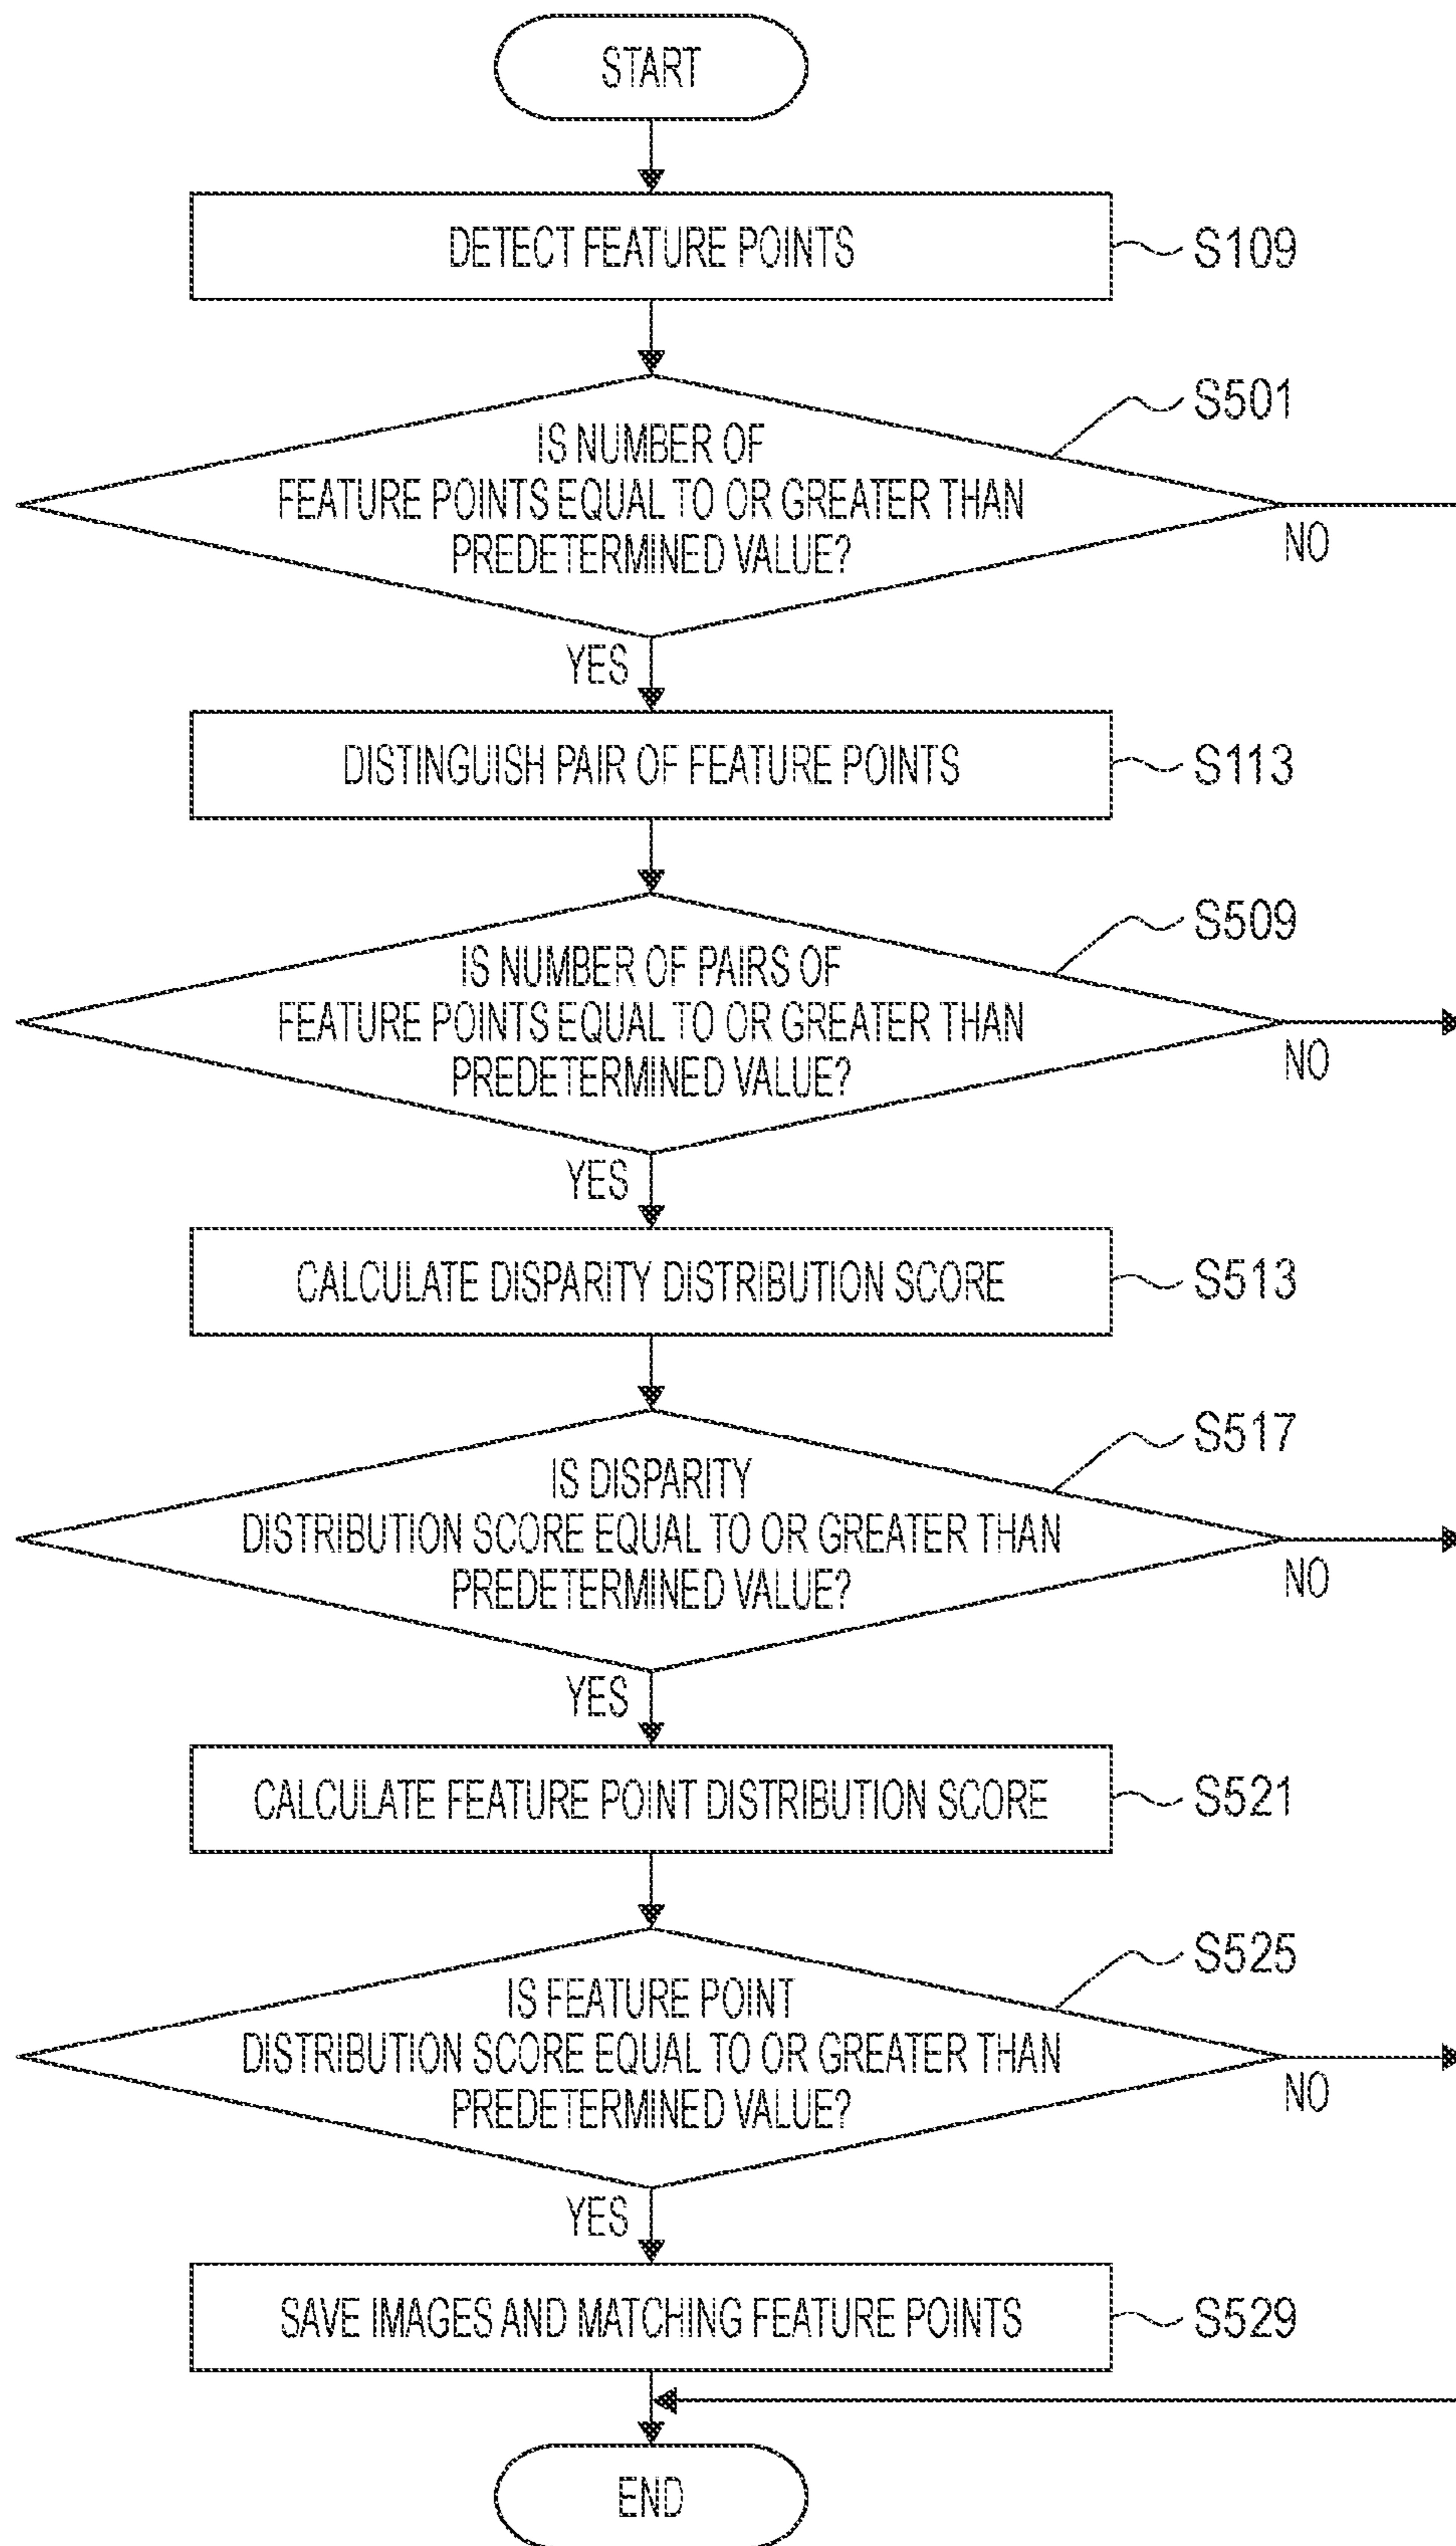 START
DETECT FEATURE POINTS
S109
S501
IS NUMBER OF
FEATURE POINTS EQUAL TO OR GREATER THAN
PREDETERMINED VALUE?
NO
YES
DISTINGUISH PAIR OF FEATURE POINTS
S113
S509
IS NUMBER OF PAIRS OF
FEATURE POINTS EQUAL TO OR GREATER THAN
PREDETERMINED VALUE?
NO
YES
CALCULATE DISPARITY DISTRIBUTION SCORE
S513
S517
IS DISPARITY
DISTRIBUTION SCORE EQUAL TO OR GREATER THAN
PREDETERMINED VALUE?
NO
YES
CALCULATE FEATURE POINT DISTRIBUTION SCORE
S521
S525
IS FEATURE POINT
DISTRIBUTION SCORE EQUAL TO OR GREATER THAN
PREDETERMINED VALUE?
NO
YES
SAVE IMAGES AND MATCHING FEATURE POINTS
S529
END